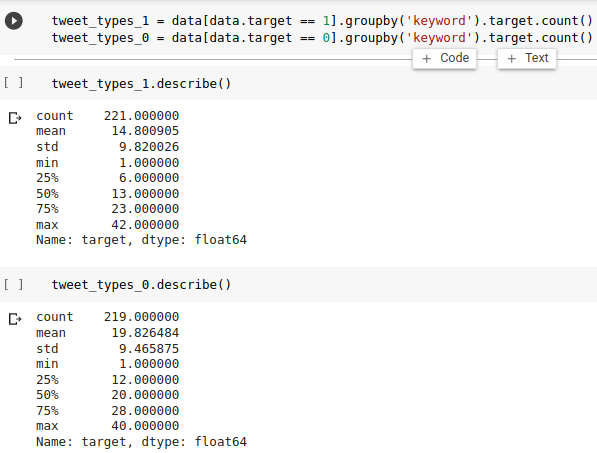 tweet_types_1 = data[data.target == 1].groupby('keyword').target.count()
tweet_types_0 = data[data.target == 0].groupby('keyword').target.count()
+ Code + Text
[ ] tweet_types_1.describe()
count 221.000000
mean 14.800905
std 9.820026
min 1.000000
25% 6.000000
50% 13.000000
75% 23.000000
max 42.000000
Name: target, dtype: float64
[ ] tweet_types_0.describe()
count 219.000000
mean 19.826484
std 9.465875
min 1.000000
25% 12.000000
50% 20.000000
75% 28.000000
max 40.000000
Name: target, dtype: float64